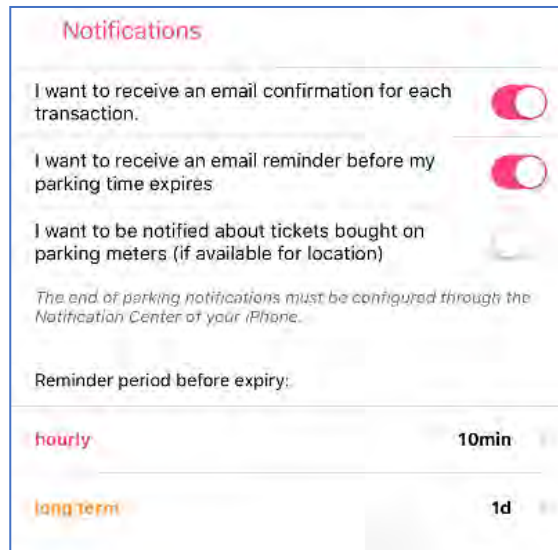 Notifications
I want to receive an email confirmation for each
transaction.
I want to receive an email reminder before my
parking time expires
I want to be notified about tickets bought on
parking meters (if available for location)
The end of parking notifications must be configured through the
Notification Center of your iPhone.
Reminder period before expiry:
hourly 10min
long term 1d